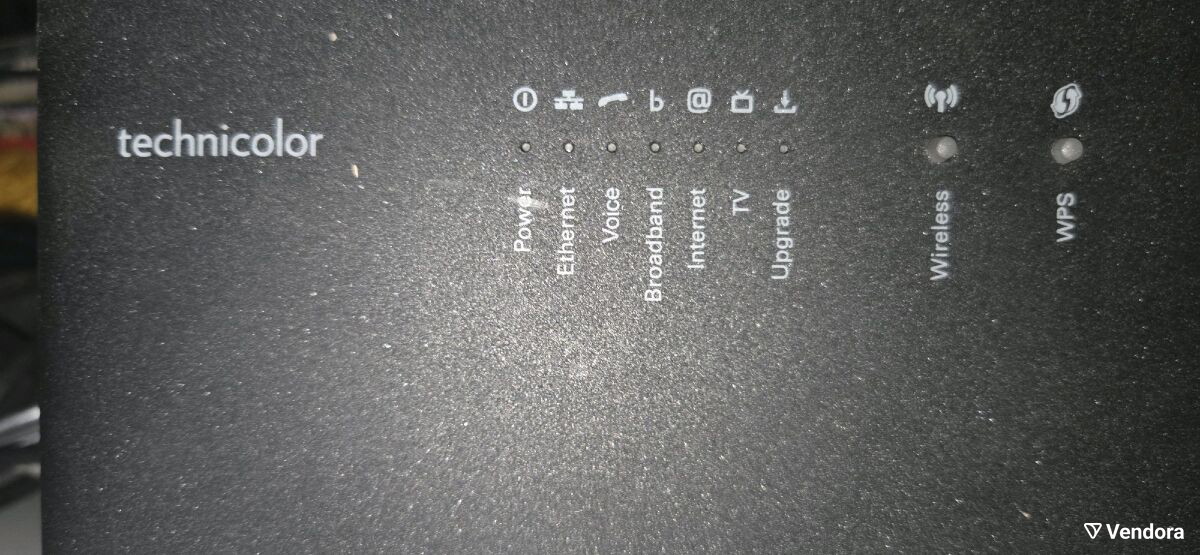 technicolor
Power
Ethernet
Voice
Broadband
Internet
TV
Upgrade
Wireless
WPS
Vendora